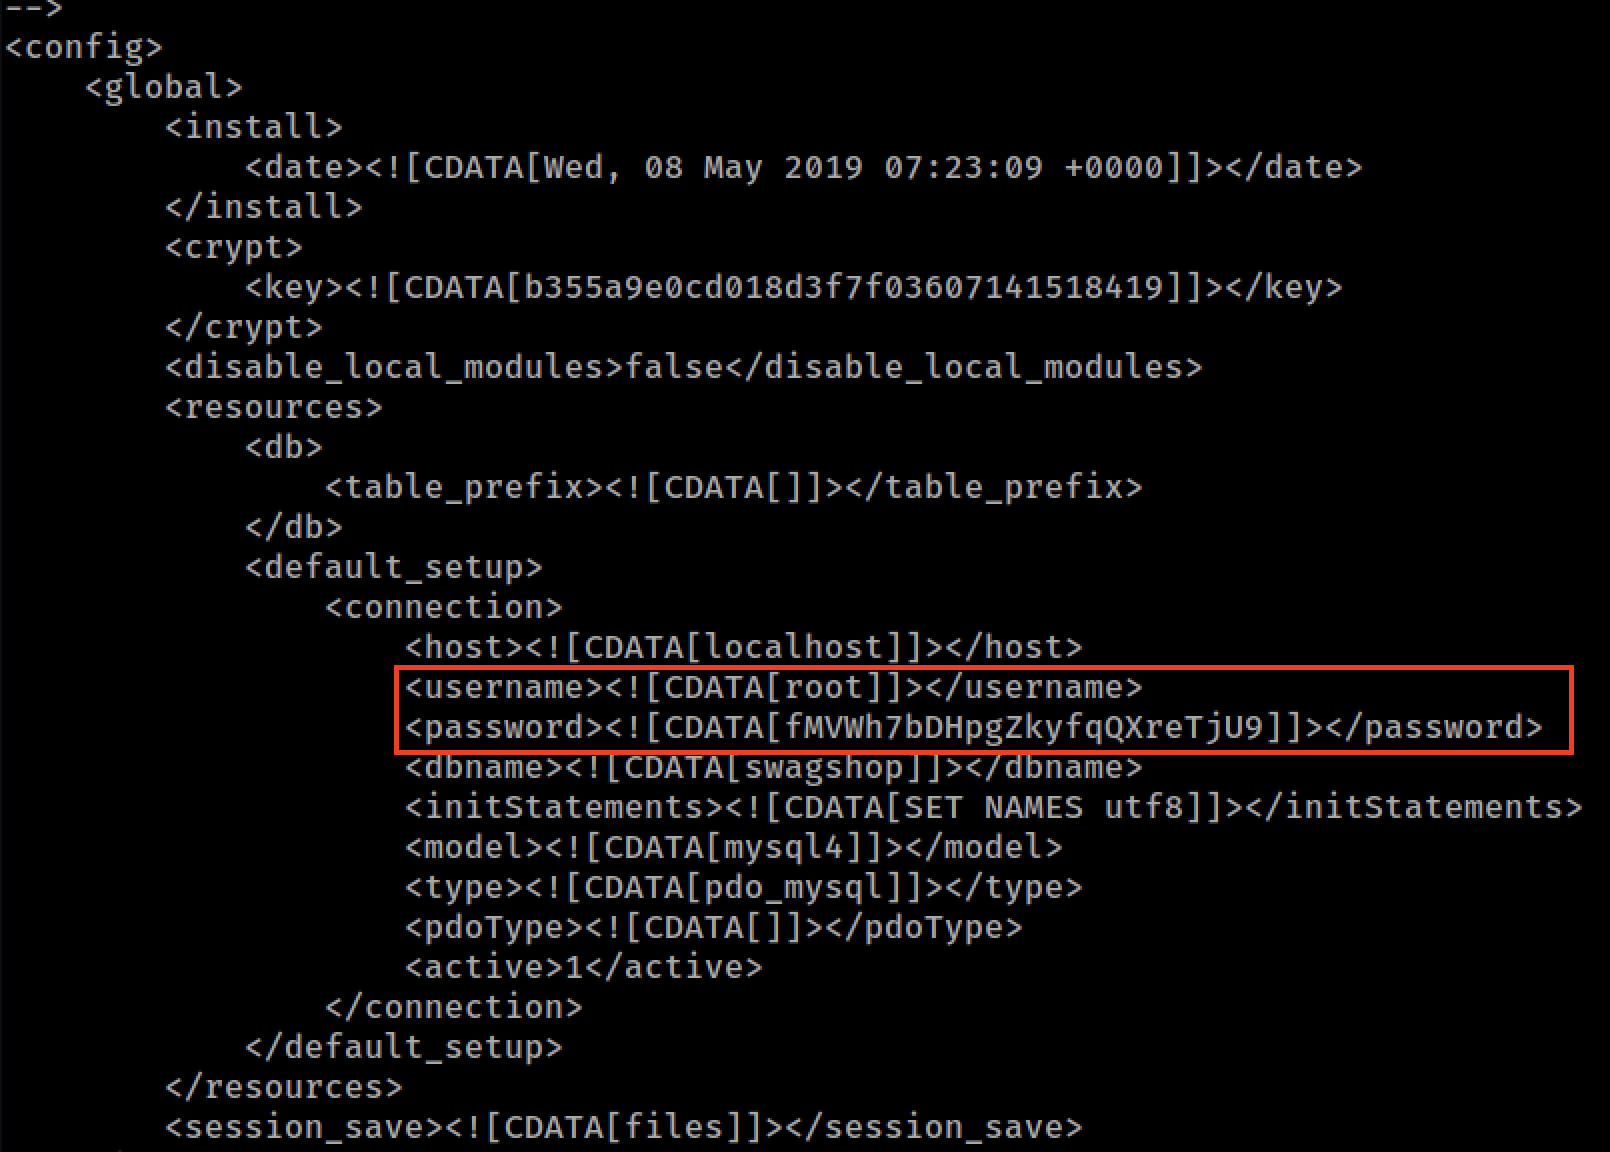 -->
<config>
    <global>
        <install>
            <date><![CDATA[Wed, 08 May 2019 07:23:09 +0000]]></date>
        </install>
        <crypt>
            <key><![CDATA[b355a9e0cd018d3f7f03607141518419]]></key>
        </crypt>
        <disable_local_modules>false</disable_local_modules>
        <resources>
            <db>
                <table_prefix><![CDATA[]]></table_prefix>
            </db>
            <default_setup>
                <connection>
                    <host><![CDATA[localhost]]></host>
                    <username><![CDATA[root]]></username>
                    <password><![CDATA[fMVWh7bDHpgZkyfqQXreTjU9]]></password>
                    <dbname><![CDATA[swagshop]]></dbname>
                    <initStatements><![CDATA[SET NAMES utf8]]></initStatements>
                    <model><![CDATA[mysql4]]></model>
                    <type><![CDATA[pdo_mysql]]></type>
                    <pdoType><![CDATA[]]></pdoType>
                    <active>1</active>
                </connection>
            </default_setup>
        </resources>
        <session_save><![CDATA[files]]></session_save>